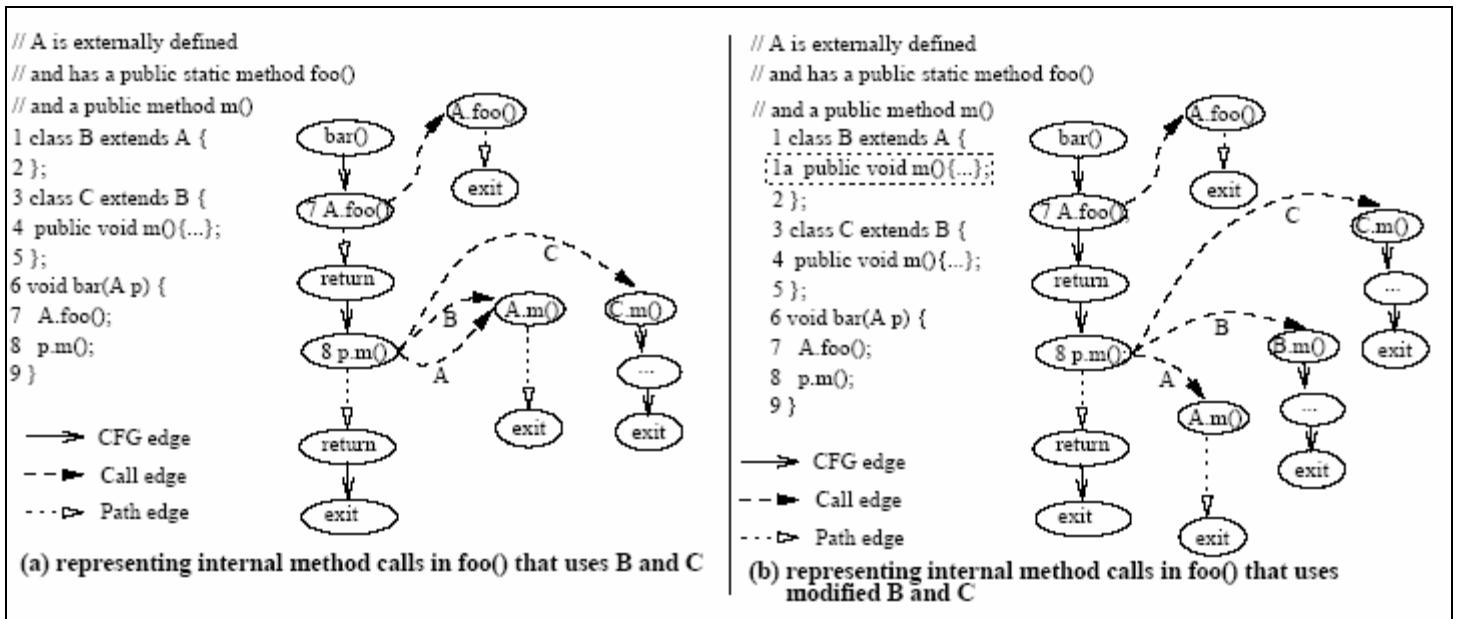 // A is externally defined
// and has a public static method foo()
// and a public method m()
1 class B extends A {
2 };
3 class C extends B {
4 public void m(){...};
5 };
6 void bar(A p) {
7 A.foo();
8 p.m();
9 }
CFG edge
Call edge
Path edge
bar()
7 A.foo()
return
8 p.m()
return
exit
A.foo()
exit
C
B
A
A.m()
exit
C.m()
...
exit
(a) representing internal method calls in foo() that uses B and C
// A is externally defined
// and has a public static method foo()
// and a public method m()
1 class B extends A {
1a public void m(){...};
2 };
3 class C extends B {
4 public void m(){...};
5 };
6 void bar(A p) {
7 A.foo();
8 p.m();
9 }
CFG edge
Call edge
Path edge
bar()
7 A.foo();
return
8 p.m();
return
exit
A.foo()
exit
C
B
A
C.m()
...
exit
B.m()
...
exit
A.m()
exit
(b) representing internal method calls in foo() that uses
modified B and C